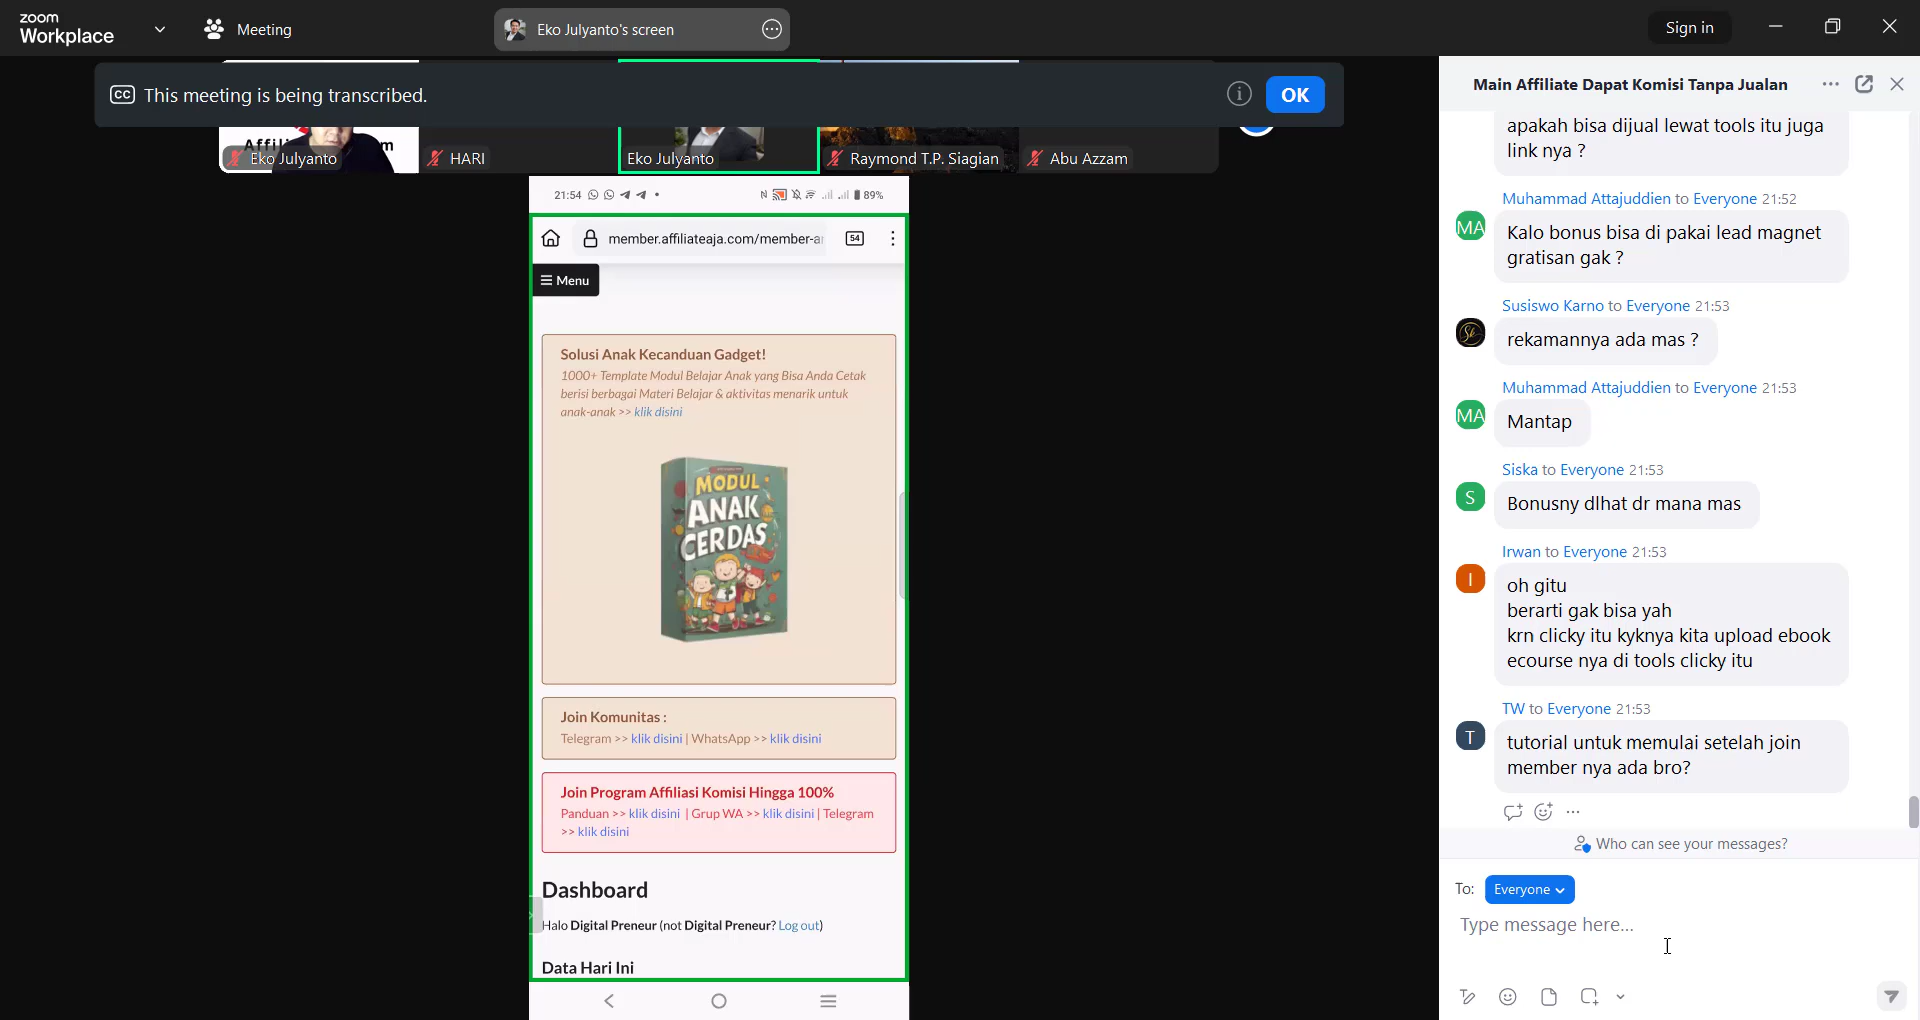 zoom
Workplace
Meeting
Eko Julyanto's screen
Sign in
CC This meeting is being transcribed.
OK
Eko Julyanto
HARI
Eko Julyanto
Raymond T.P. Siagian
Abu Azzam
21:54
89%
member.affiliateaja.com/member-a
54
Menu
Solusi Anak Kecanduan Gadget!
1000+ Template Modul Belajar Anak yang Bisa Anda Cetak
berisi berbagai Materi Belajar & aktivitas menarik untuk
anak-anak >> klik disini
MODUL
ANAK
CERDAS
Join Komunitas :
Telegram >> klik disini | WhatsApp >> klik disini
Join Program Affiliasi Komisi Hingga 100%
Panduan >> klik disini | Grup WA >> klik disini | Telegram
>> klik disini
Dashboard
Halo Digital Preneur (not Digital Preneur? Log out)
Data Hari Ini
Main Affiliate Dapat Komisi Tanpa Jualan
apakah bisa dijual lewat tools itu juga
link nya ?
Muhammad Attajuddien to Everyone 21:52
MA
Kalo bonus bisa di pakai lead magnet
gratisan gak ?
Susiswo Karno to Everyone 21:53
rekamannya ada mas ?
Muhammad Attajuddien to Everyone 21:53
MA
Mantap
Siska to Everyone 21:53
S
Bonusny dlhat dr mana mas
Irwan to Everyone 21:53
I
oh gitu
berarti gak bisa yah
krn clicky itu kyknya kita upload ebook
ecourse nya di tools clicky itu
TW to Everyone 21:53
T
tutorial untuk memulai setelah join
member nya ada bro?
Who can see your messages?
To: Everyone
Type message here...